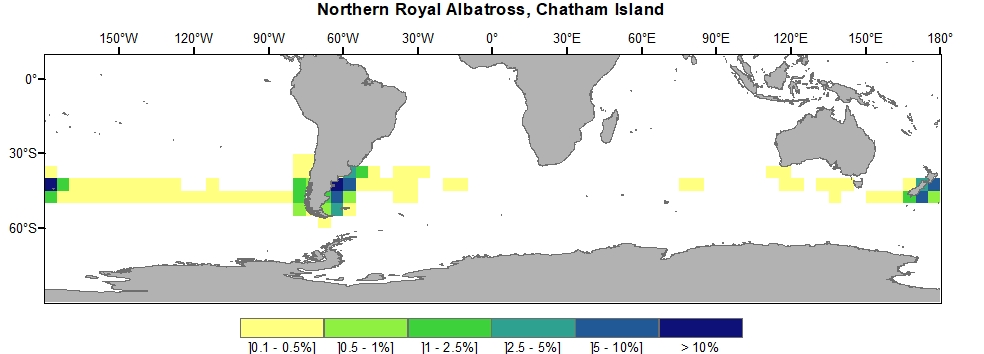 Northern Royal Albatross, Chatham Island
150°W 120°W 90°W 60°W 30°W 0° 30°E 60°E 90°E 120°E 150°E 180°
0°
30°S
60°S
]0.1 - 0.5%] ]0.5 - 1%] ]1 - 2.5%] ]2.5 - 5%] ]5 - 10%] > 10%